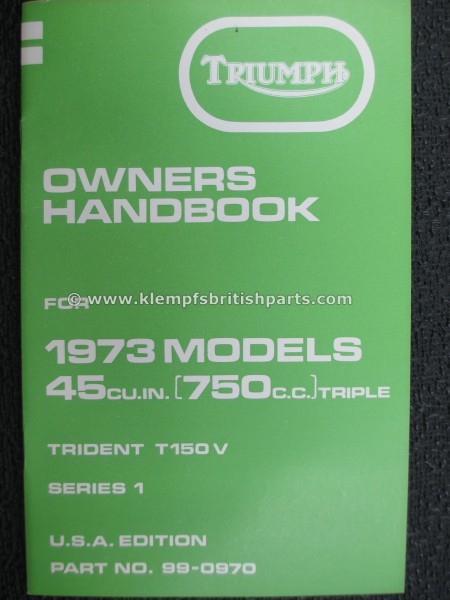 TRIUMPH
OWNERS
HANDBOOK
© www.klempfsbritishparts.com
FOR
1973 MODELS
45CU.IN. [750C.C.] TRIPLE
TRIDENT T150V
SERIES 1
U.S.A. EDITION
PART NO. 99-0970